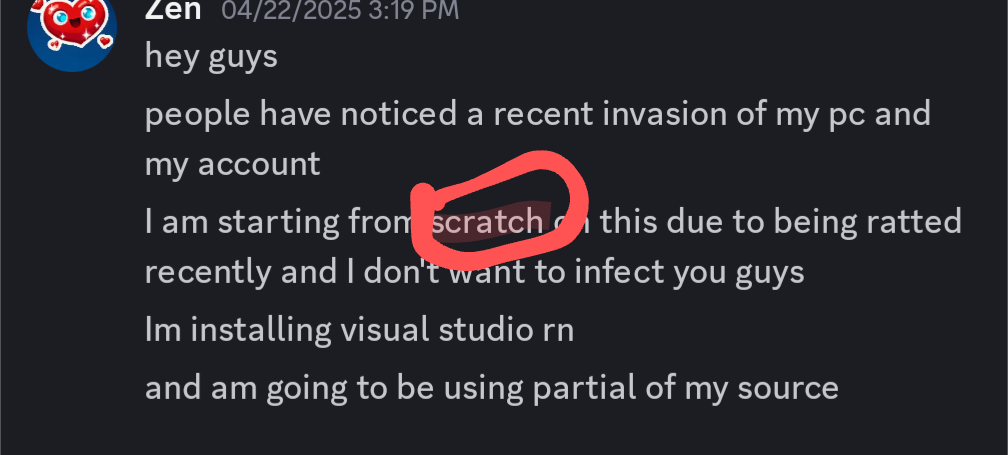 Zen 04/22/2025 3:19 PM
hey guys
people have noticed a recent invasion of my pc and
my account
I am starting from scratch on this due to being ratted
recently and I don't want to infect you guys
Im installing visual studio rn
and am going to be using partial of my source